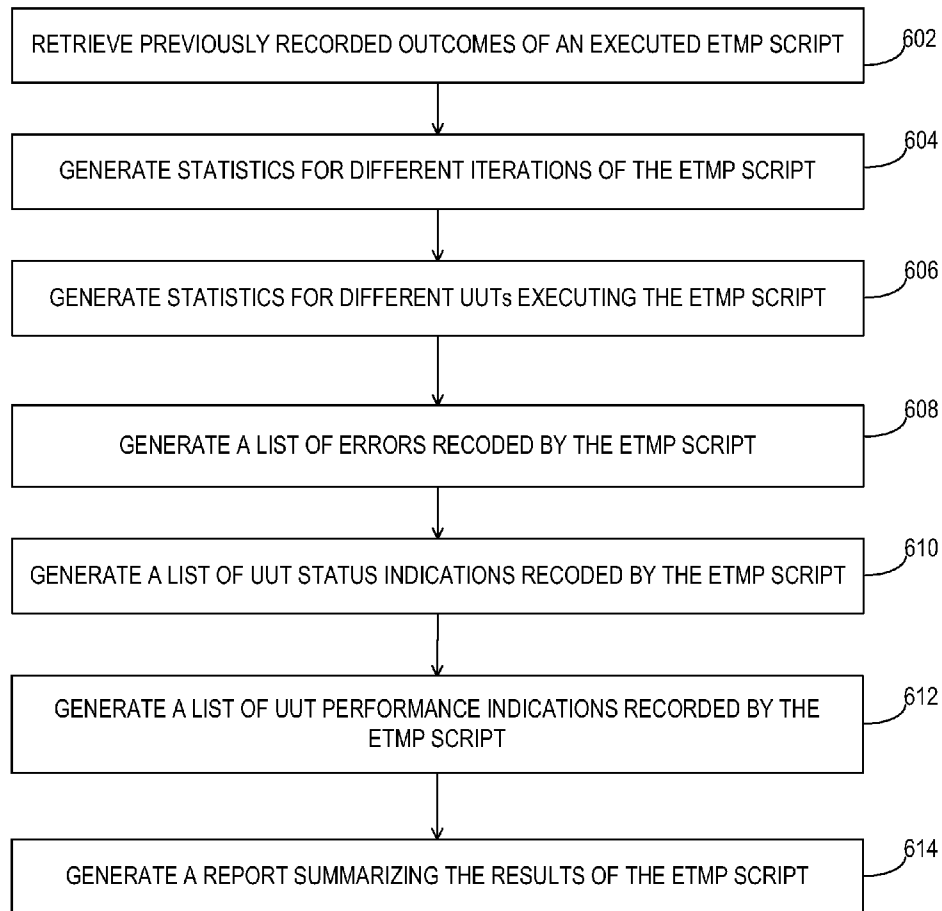 RETRIEVE PREVIOUSLY RECORDED OUTCOMES OF AN EXECUTED ETMP SCRIPT
602
GENERATE STATISTICS FOR DIFFERENT ITERATIONS OF THE ETMP SCRIPT
604
GENERATE STATISTICS FOR DIFFERENT UUTs EXECUTING THE ETMP SCRIPT
606
GENERATE A LIST OF ERRORS RECODED BY THE ETMP SCRIPT
608
GENERATE A LIST OF UUT STATUS INDICATIONS RECODED BY THE ETMP SCRIPT
610
GENERATE A LIST OF UUT PERFORMANCE INDICATIONS RECORDED BY THE
ETMP SCRIPT
612
GENERATE A REPORT SUMMARIZING THE RESULTS OF THE ETMP SCRIPT
614